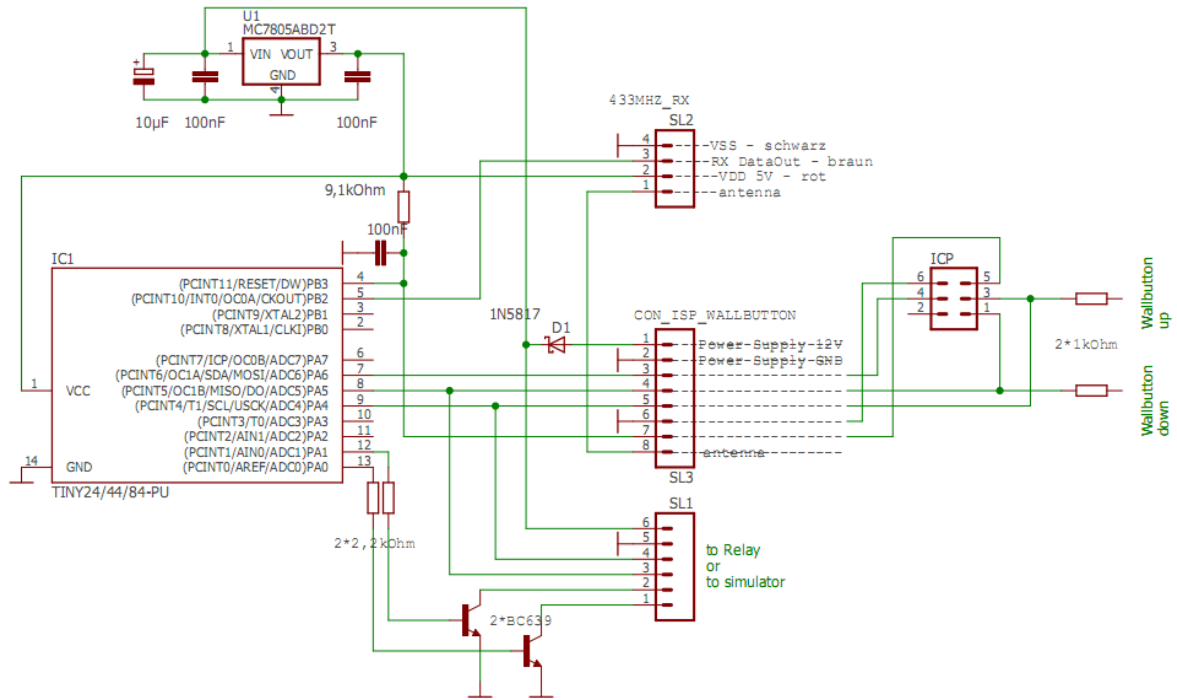 U1
MC7805ABD2T
1
VIN
VOUT
3
GND
4
+
10µF
100nF
100nF
433MHZ_RX
SL2
4
VSS - schwarz
3
RX DataOut - braun
2
VDD 5V - rot
1
antenna
9,1kOhm
100nF
IC1
(PCINT11/RESET/DW)PB3
4
(PCINT10/INT0/OC0A/CKOUT)PB2
5
(PCINT9/XTAL2)PB1
3
(PCINT8/XTAL1/CLKI)PB0
2
(PCINT7/ICP/OC0B/ADC7)PA7
6
(PCINT6/OC1A/SDA/MOSI/ADC6)PA6
7
1
VCC
(PCINT5/OC1B/MISO/DO/ADC5)PA5
8
(PCINT4/T1/SCL/USCK/ADC4)PA4
9
(PCINT3/T0/ADC3)PA3
10
(PCINT2/AIN1/ADC2)PA2
11
(PCINT1/AIN0/ADC1)PA1
12
14
GND
(PCINT0/AREF/ADC0)PA0
13
TINY24/44/84-PU
2*2,2kOhm
1N5817
D1
CON_ISP_WALLBUTTON
1
Power Supply 12V
2
Power Supply GND
3
4
5
6
7
8
antenna
SL3
ICP
6
5
4
3
2
1
Wallbutton
up
2*1kOhm
Wallbutton
down
SL1
6
5
4
3
2
1
to Relay
or
to simulator
2*BC639